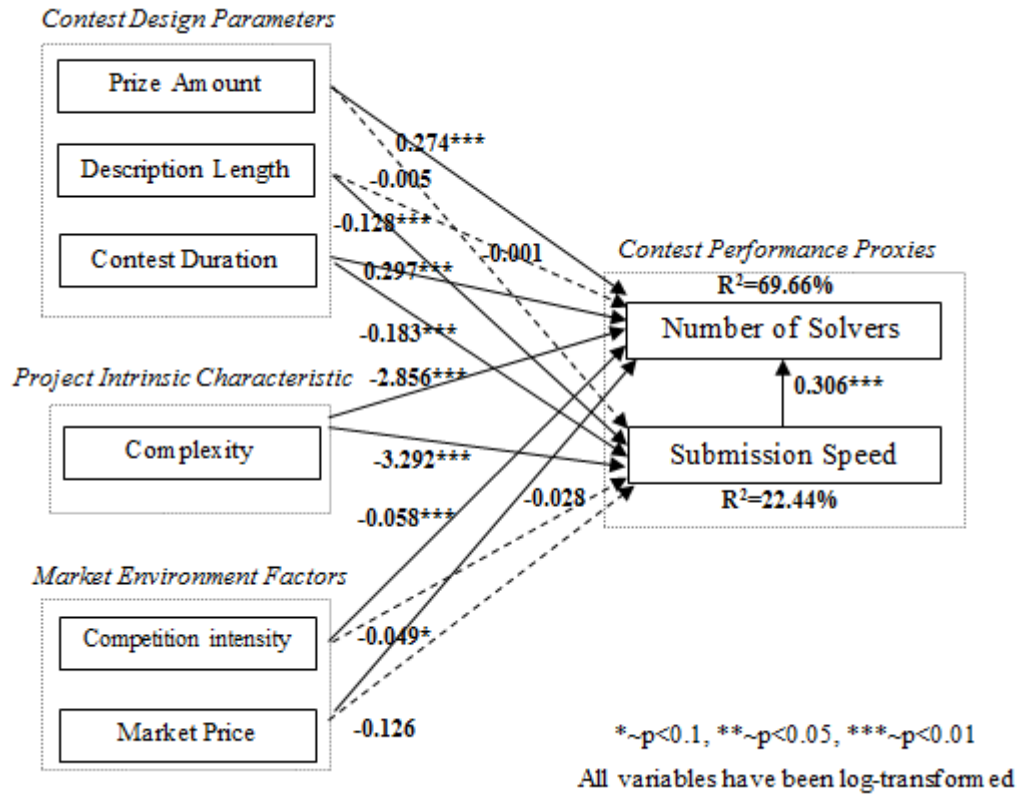 Contest Design Parameters
Prize Amount
Description Length
Contest Duration
0.274***
-0.005
-0.128***
-0.001
0.297***
-0.183***
-2.856***
Project Intrinsic Characteristic
Complexity
-3.292***
-0.028
-0.058***
Market Environment Factors
Competition intensity
-0.049*
Market Price
-0.126
Contest Performance Proxies
R²=69.66%
Number of Solvers
0.306***
Submission Speed
R²=22.44%
*~p<0.1, **~p<0.05, ***~p<0.01
All variables have been log-transformed